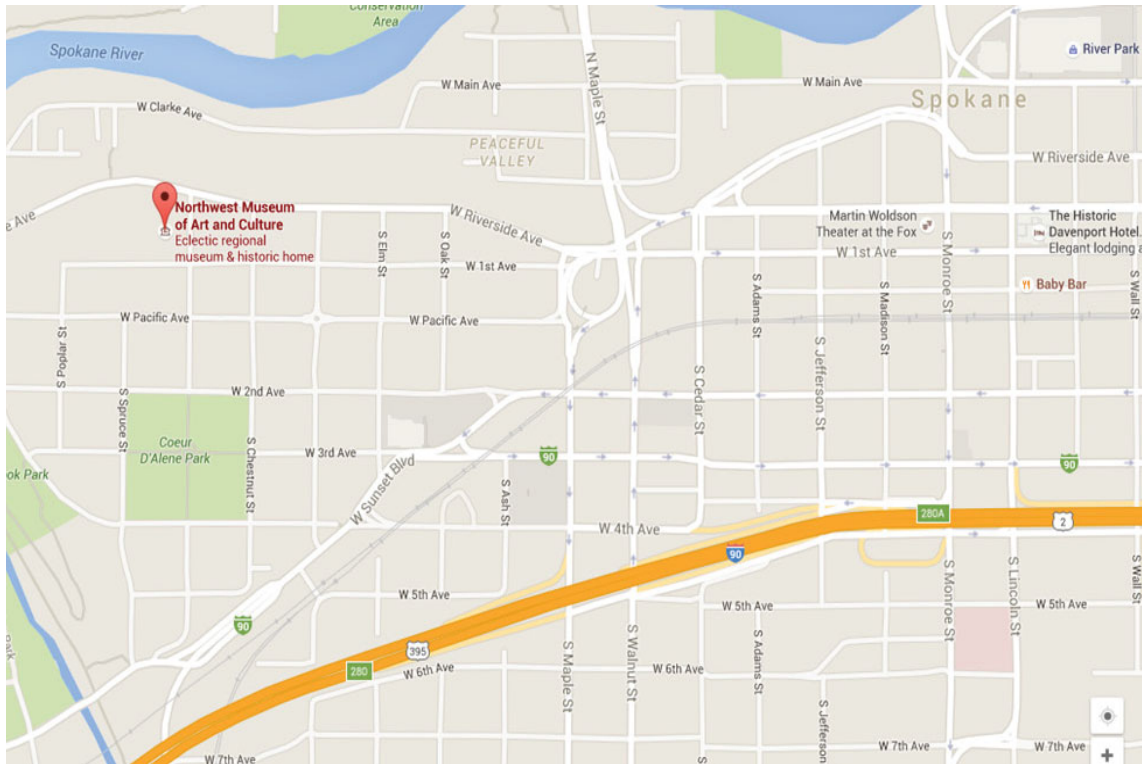 Conservation
Area
Spokane River
W Main Ave
N Maple St
W Main Ave
River Park
W Clarke Ave
Spokane
PEACEFUL
VALLEY
W Riverside Ave
Northwest Museum
of Art and Culture
Eclectic regional
museum & historic home
e Ave
W Riverside Ave
S Elm St
S Oak St
Martin Woldson
Theater at the Fox
The Historic
Davenport Hotel.
Elegant lodging a
W 1st Ave
W 1st Ave
S Monroe St
S Wall St
Baby Bar
S Adams St
S Madison St
W Pacific Ave
W Pacific Ave
S Poplar St
S Jefferson St
S Cedar St
W 2nd Ave
S Spruce St
Coeur
D'Alene Park
S Chestnut St
W 3rd Ave
90
90
ok Park
W Sunset Blvd
S Ash St
W 4th Ave
280A
2
90
S Monroe St
S Lincoln St
S Wall St
W 5th Ave
W 5th Ave
W 5th Ave
90
Park
395
280
W 6th Ave
S Maple St
S Walnut St
W 6th Ave
S Adams St
S Jefferson
W 7th Ave
W 7th Ave
W 7th Ave
+